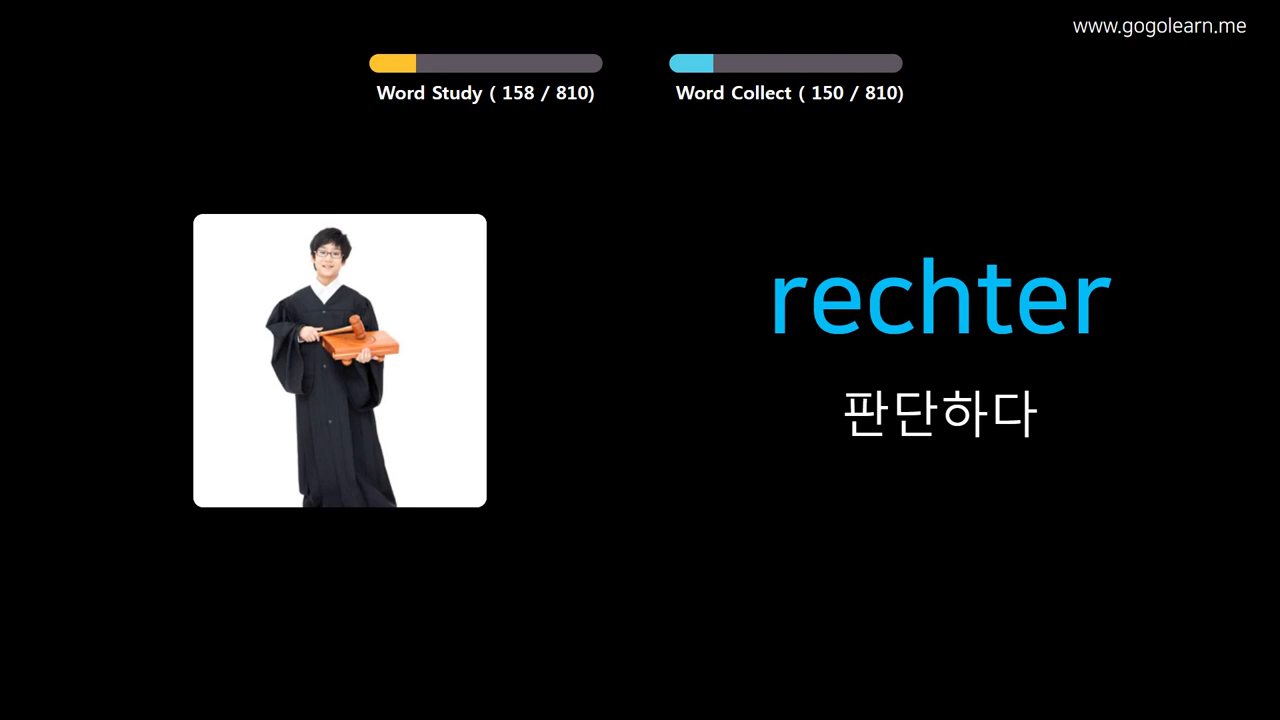 www.gogolearn.me
Word Study ( 158 / 810)
Word Collect ( 150 / 810)
rechter
판단하다